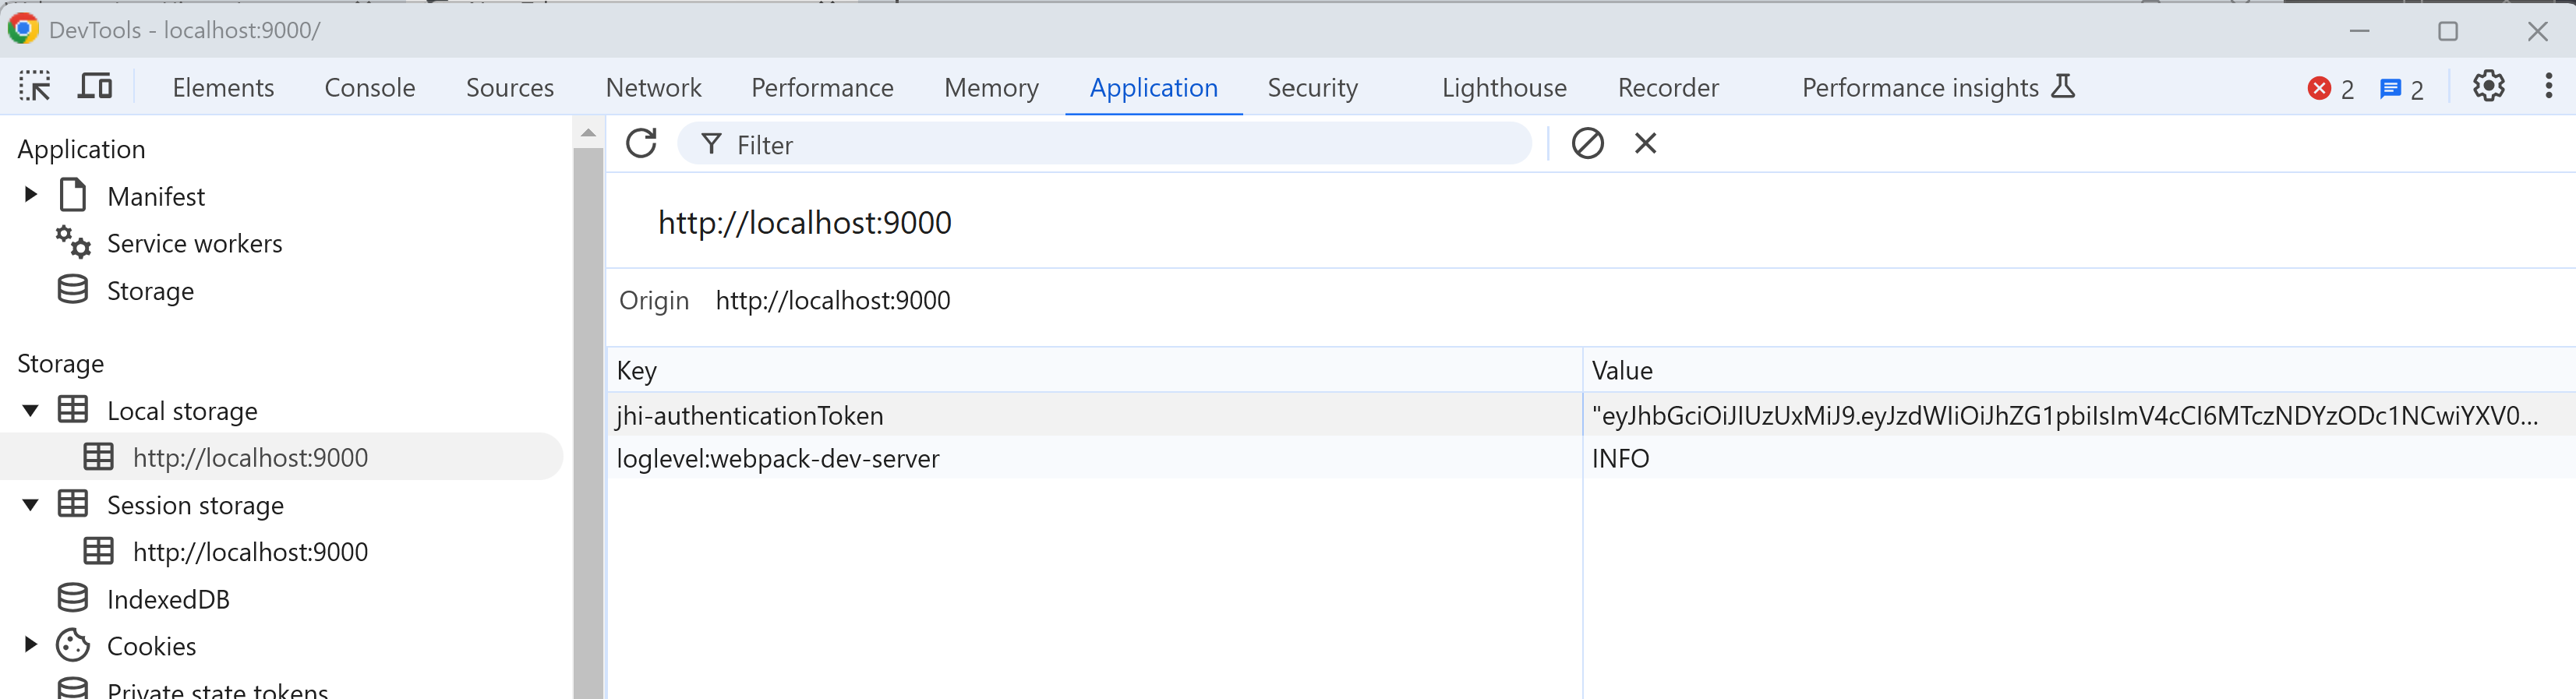 DevTools - localhost:9000/
Elements Console Sources Network Performance Memory Application Security Lighthouse Recorder Performance insights 2 2
Application
Manifest
Service workers
Storage
Storage
Local storage
http://localhost:9000
Session storage
http://localhost:9000
IndexedDB
Cookies
Private state tokens
Filter
http://localhost:9000
Origin http://localhost:9000
Key Value
jhi-authenticationToken "eyJhbGciOiJIUzUxMiJ9.eyJzdWIiOiJhZG1pbiIsImV4cCI6MTczNDYzODc1NCwiYXV0...
loglevel:webpack-dev-server INFO